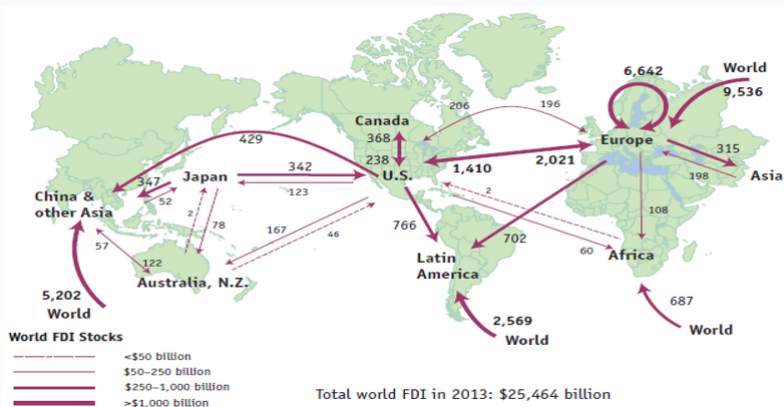 6,642
World
9,536
206
196
Canada
368
429
Europe
238
1,410
2,021
315
342
U.S.
198
Asia
347
Japan
123
China &
other Asia
52
2
2
108
78
167
46
766
702
57
60
Africa
122
Latin
America
Australia, N.Z.
5,202
World
687
World
2,569
World
World FDI Stocks
<$50 billion
$50–250 billion
$250–1,000 billion
>$1,000 billion
Total world FDI in 2013: $25,464 billion